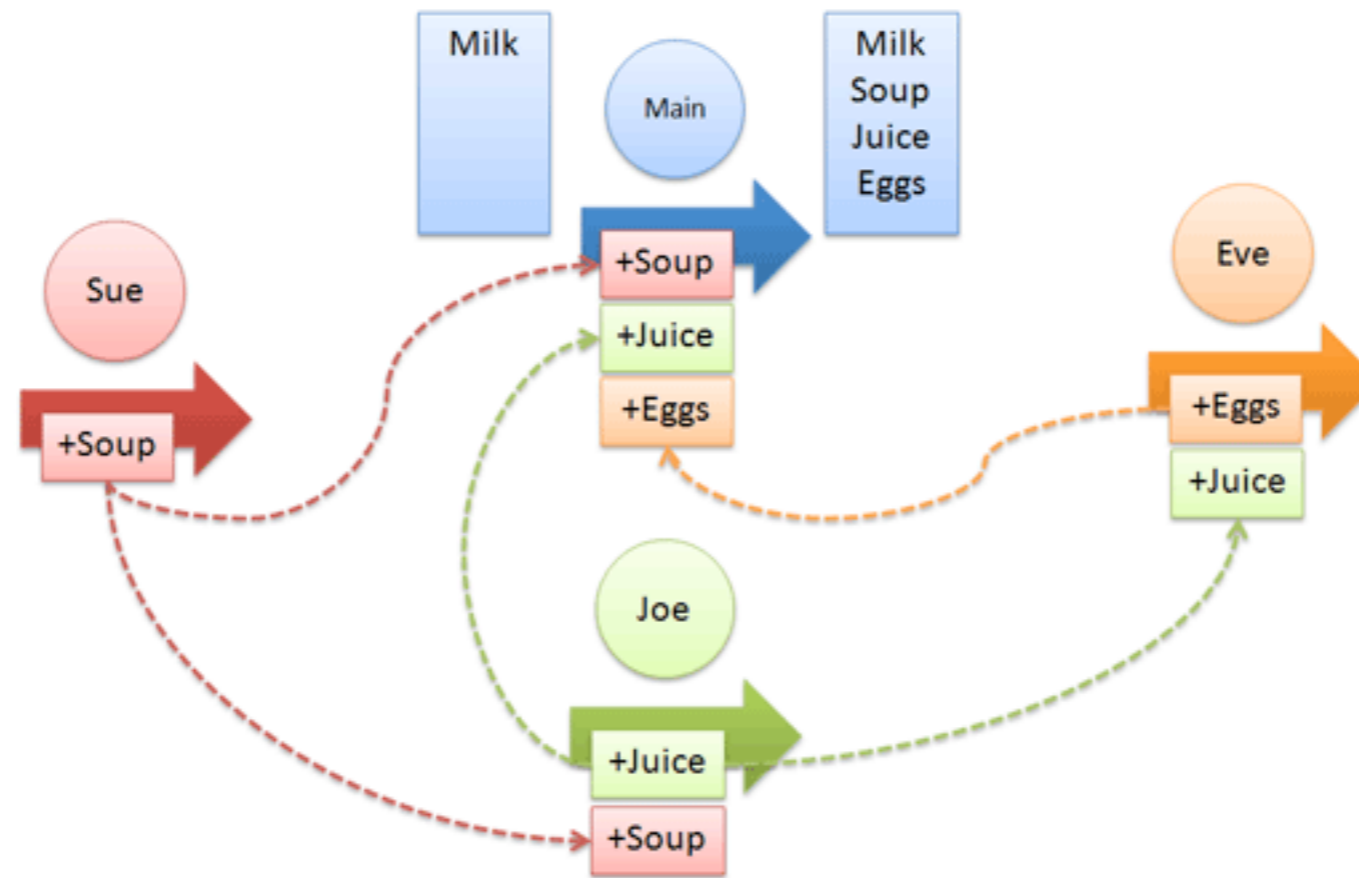 Milk
Main
Milk
Soup
Juice
Eggs
Sue
+Soup
+Soup
+Juice
+Eggs
Eve
+Eggs
+Juice
Joe
+Juice
+Soup